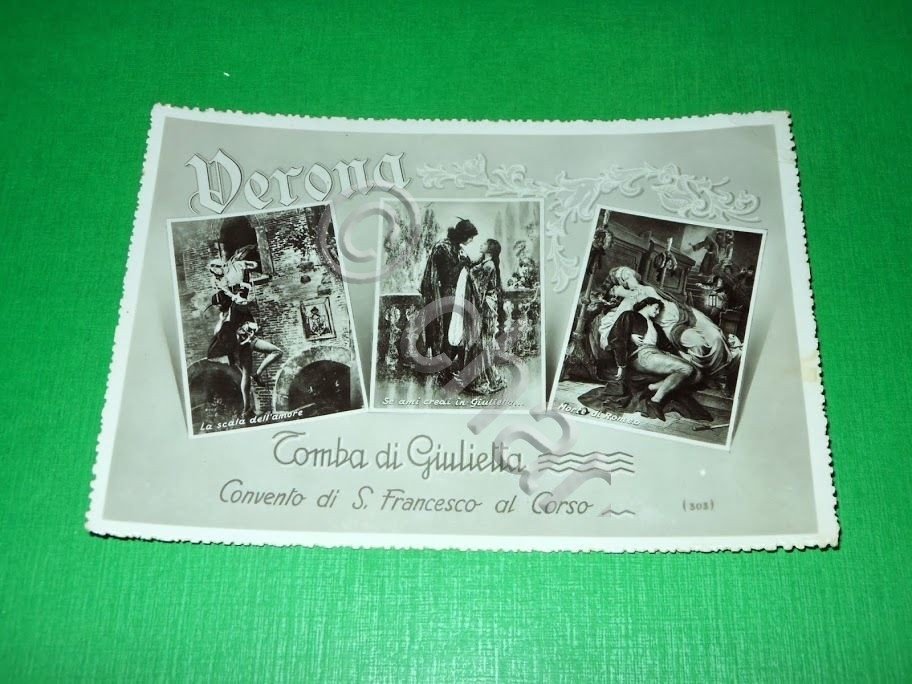 Verona
La scala dell'amore
Se ami credi in Giulietta...
Morte di Romeo
Tomba di Giulietta
Convento di S. Francesco al Corso
(303)